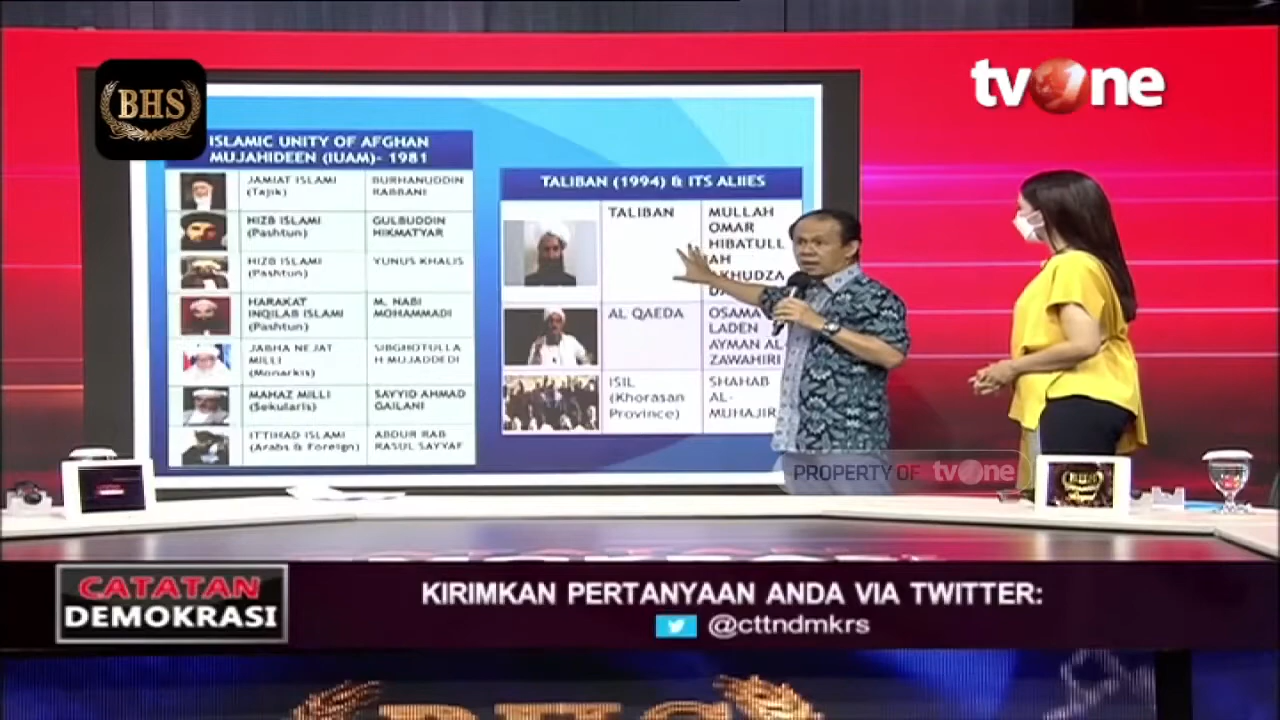 BHS
tvOne
ISLAMIC UNITY OF AFGHAN
MUJAHIDEEN (IUAM)- 1981
JAMIAT ISLAMI
(Tajik)
BURHANUDDIN
RABBANI
HIZB ISLAMI
(Pashtun)
GULBUDDIN
HIKMATYAR
HIZB ISLAMI
(Pashtun)
YUNUS KHALIS
HARAKAT
INQILAB ISLAMI
(Pashtun)
M. NABI
MOHAMMADI
JABHA NEJAT
MILLI
(Monarkis)
SIBGHOTULLA
H MUJADDEDI
MAHAZ MILLI
(Sekularis)
SAYYID AHMAD
GAILANI
ITTIHAD ISLAMI
(Arabs & Foreign)
ABDUR RAB
RASUL SAYYAF
TALIBAN (1994) & ITS ALIIES
TALIBAN
MULLAH
OMAR
HIBATULL
AH
AKHUDZA
AL QAEDA
OSAMA
LADEN
AYMAN AL-
ZAWAHIRI
ISIL
(Khorasan
Province)
SHAHAB
AL-
MUHAJIR
PROPERTY OF tvOne
CATATAN
DEMOKRASI
KIRIMKAN PERTANYAAN ANDA VIA TWITTER:
@cttndmkrs
BHS